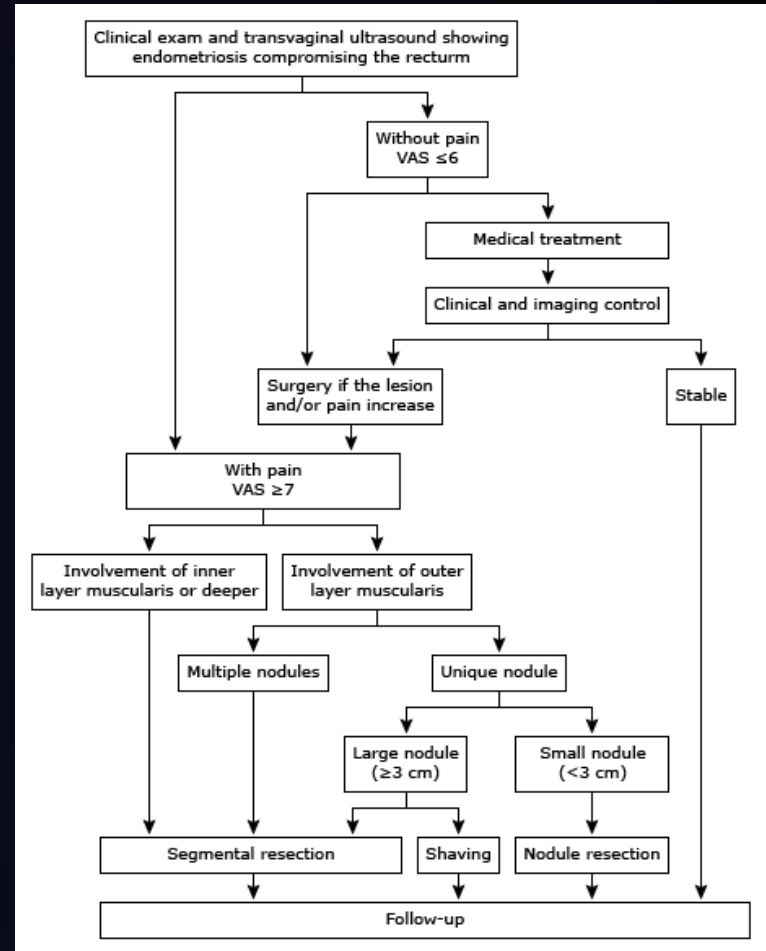 Clinical exam and transvaginal ultrasound showing
endometriosis compromising the recturm
Without pain
VAS ≤6
Medical treatment
Clinical and imaging control
Surgery if the lesion
and/or pain increase
Stable
With pain
VAS ≥7
Involvement of inner
layer muscularis or deeper
Involvement of outer
layer muscularis
Multiple nodules
Unique nodule
Large nodule
(≥3 cm)
Small nodule
(<3 cm)
Segmental resection
Shaving
Nodule resection
Follow-up